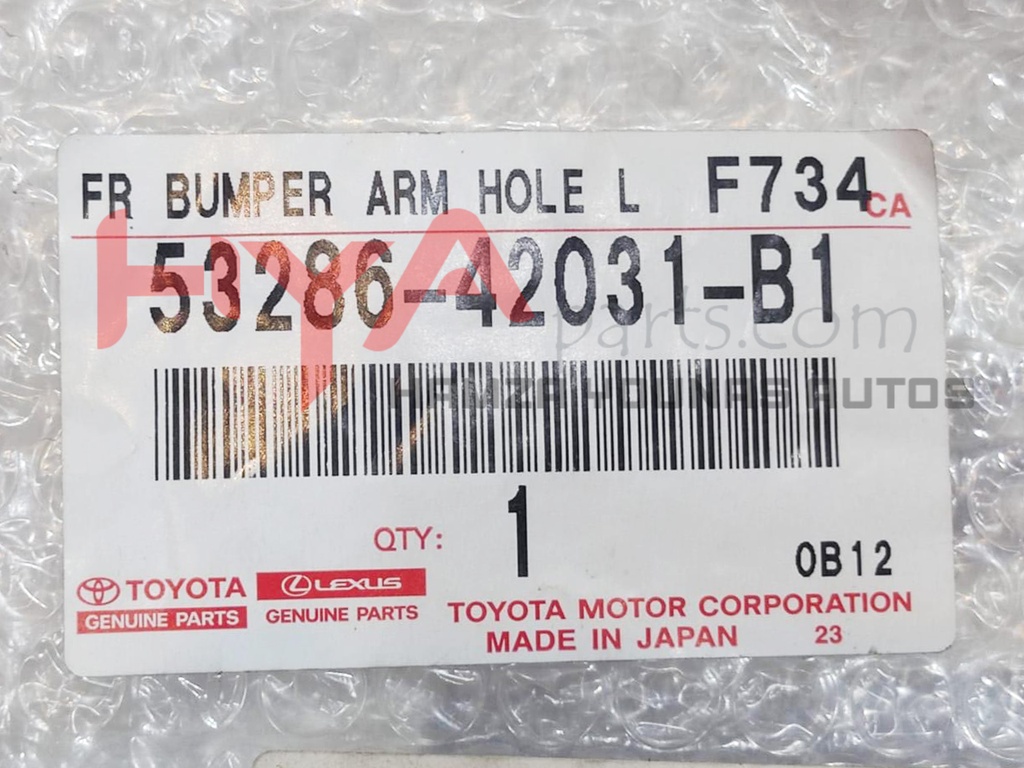 FR BUMPER ARM HOLE L F734 CA
53286-42031-B1
HYA parts.com
HAMZA YOUNAS AUTOS
QTY: 1
0B12
TOYOTA LEXUS
GENUINE PARTS GENUINE PARTS
TOYOTA MOTOR CORPORATION
MADE IN JAPAN 23